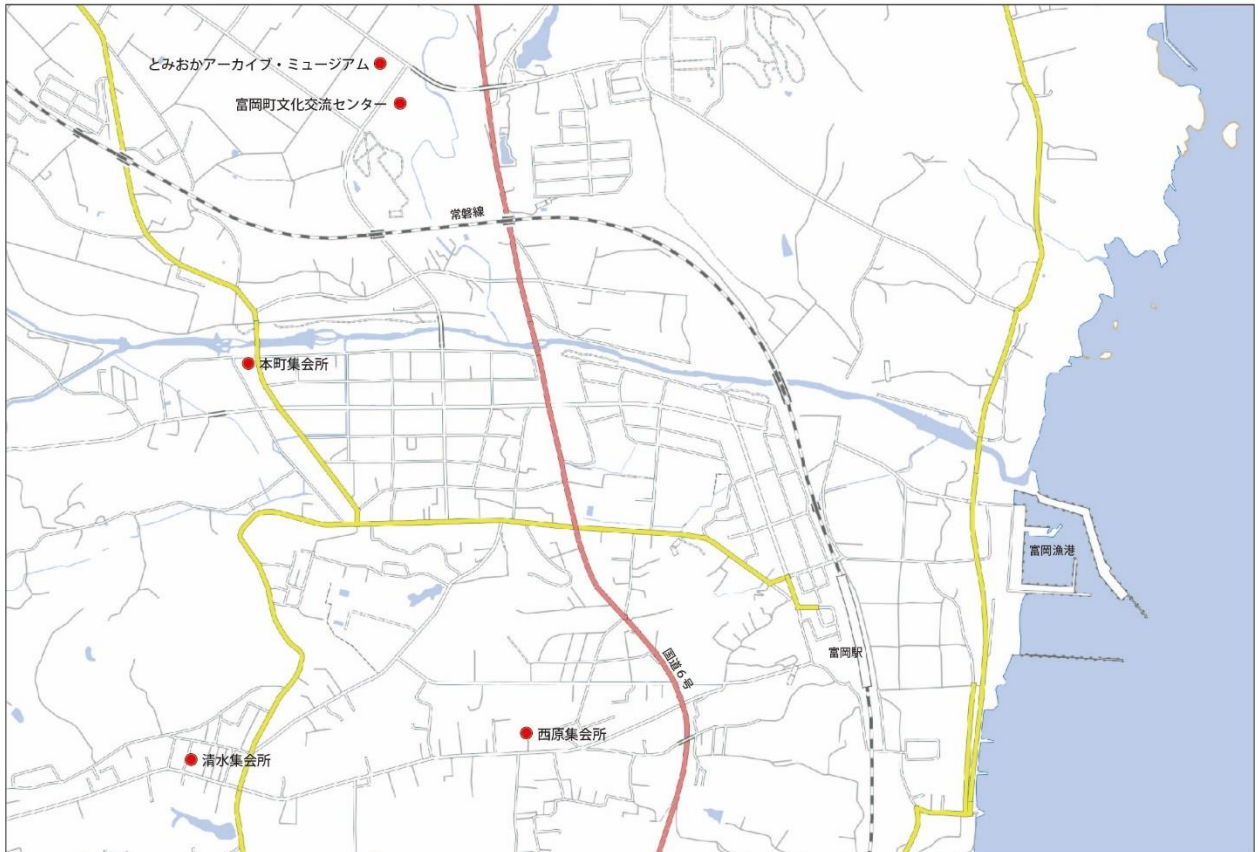 とみおかアーカイブ・ミュージアム
富岡町文化交流センター
常磐線
本町集会所
富岡漁港
富岡駅
国道6号
西原集会所
清水集会所